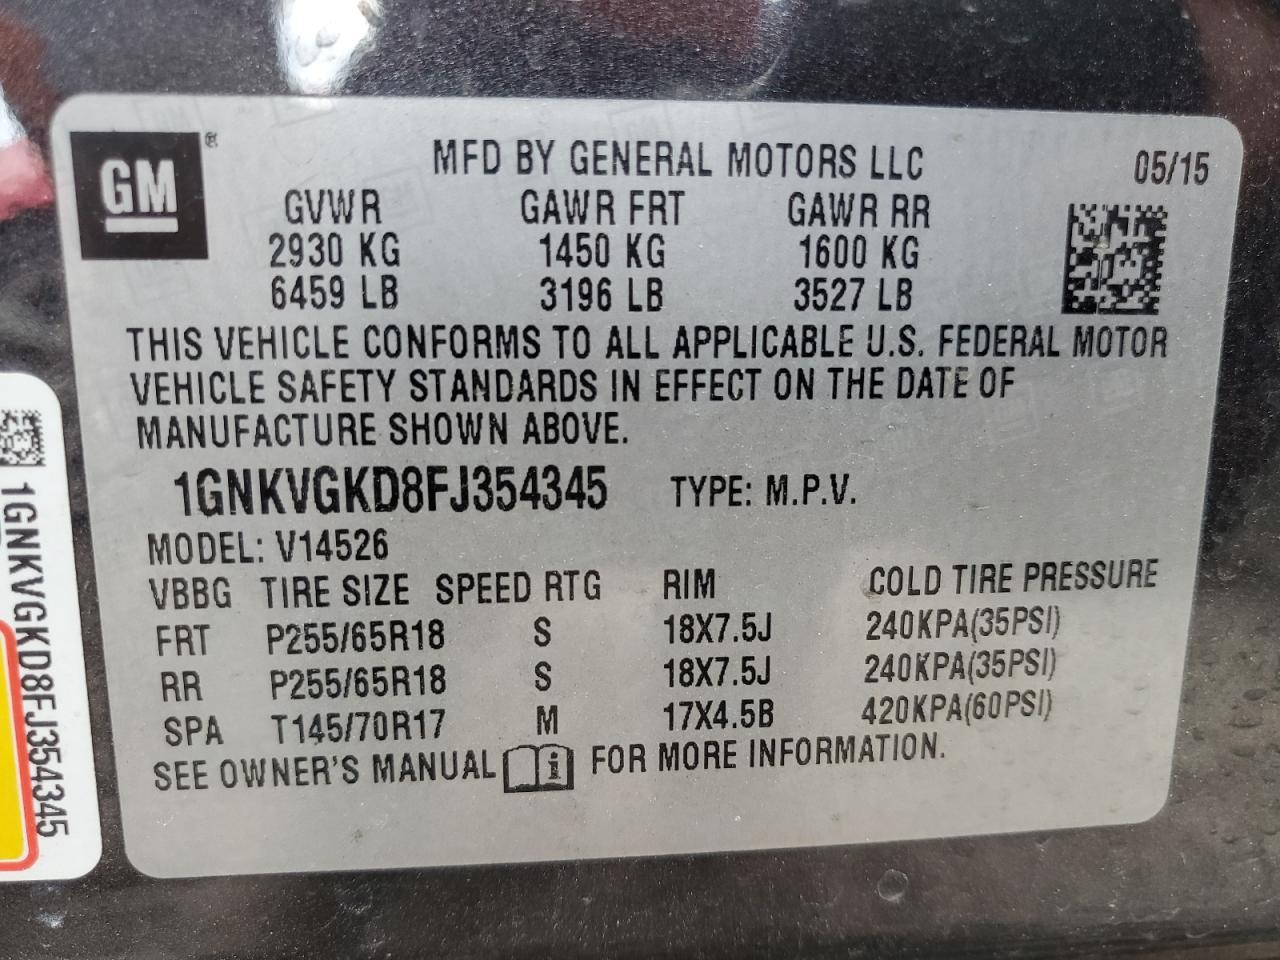 GM ®
MFD BY GENERAL MOTORS LLC 05/15
GVWR GAWR FRT GAWR RR
2930 KG 1450 KG 1600 KG
6459 LB 3196 LB 3527 LB
THIS VEHICLE CONFORMS TO ALL APPLICABLE U.S. FEDERAL MOTOR
VEHICLE SAFETY STANDARDS IN EFFECT ON THE DATE OF
MANUFACTURE SHOWN ABOVE.
1GNKVGKD8FJ354345 TYPE: M.P.V.
MODEL: V14526
VBBG TIRE SIZE SPEED RTG RIM COLD TIRE PRESSURE
FRT P255/65R18 S 18X7.5J 240KPA(35PSI)
RR P255/65R18 S 18X7.5J 240KPA(35PSI)
SPA T145/70R17 M 17X4.5B 420KPA(60PSI)
SEE OWNER'S MANUAL i FOR MORE INFORMATION.
1GNKVGKD8FJ354345